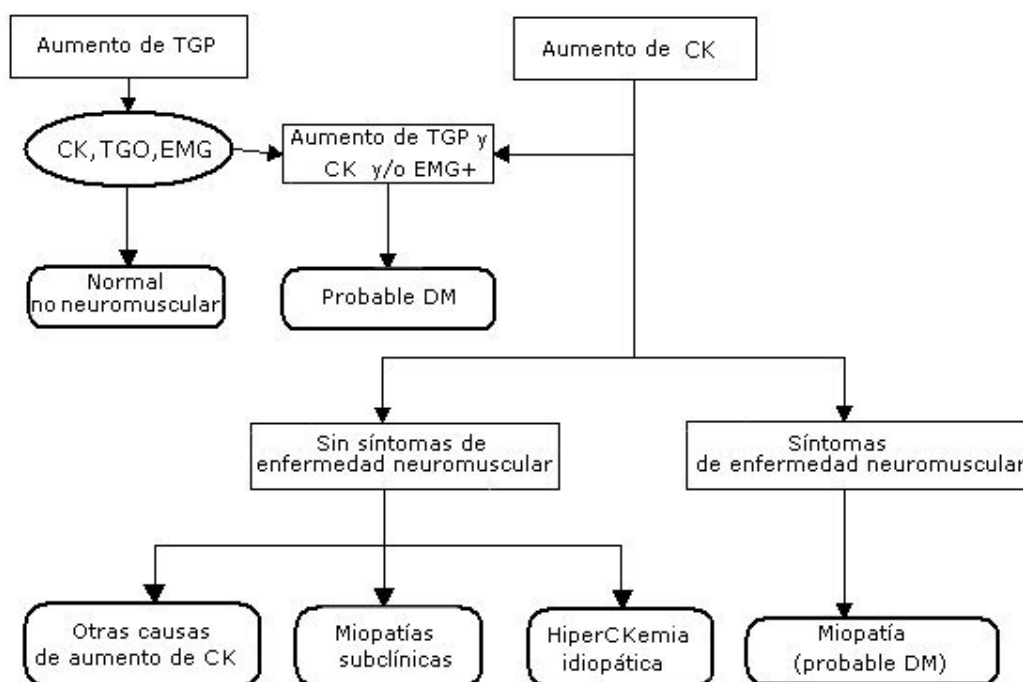 Aumento de TGP
Aumento de CK
CK,TGO,EMG
Aumento de TGP y
CK y/o EMG+
Normal
no neuromuscular
Probable DM
Sin síntomas de
enfermedad neuromuscular
Síntomas
de enfermedad neuromuscular
Otras causas
de aumento de CK
Miopatías
subclínicas
HiperCKemia
idiopática
Miopatía
(probable DM)